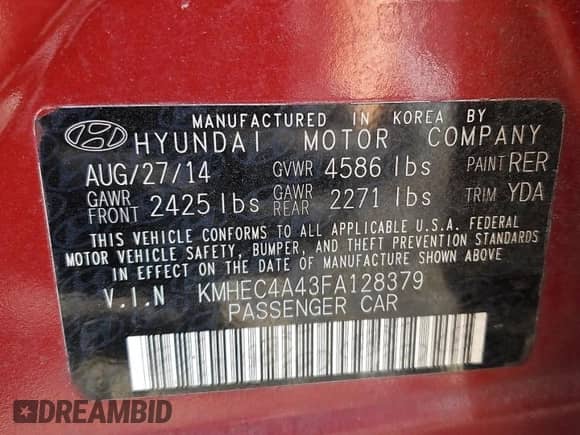 MANUFACTURED IN KOREA BY
HYUNDAI MOTOR COMPANY
AUG/27/14 GVWR 4586 lbs PAINT RER
GAWR FRONT 2425 lbs GAWR REAR 2271 lbs TRIM YDA
THIS VEHICLE CONFORMS TO ALL APPLICABLE U.S.A. FEDERAL
MOTOR VEHICLE SAFETY, BUMPER, AND THEFT PREVENTION STANDARDS
IN EFFECT ON THE DATE OF MANUFACTURE SHOWN ABOVE.
V.I.N KMHEC4A43FA128379
PASSENGER CAR
DREAMBID